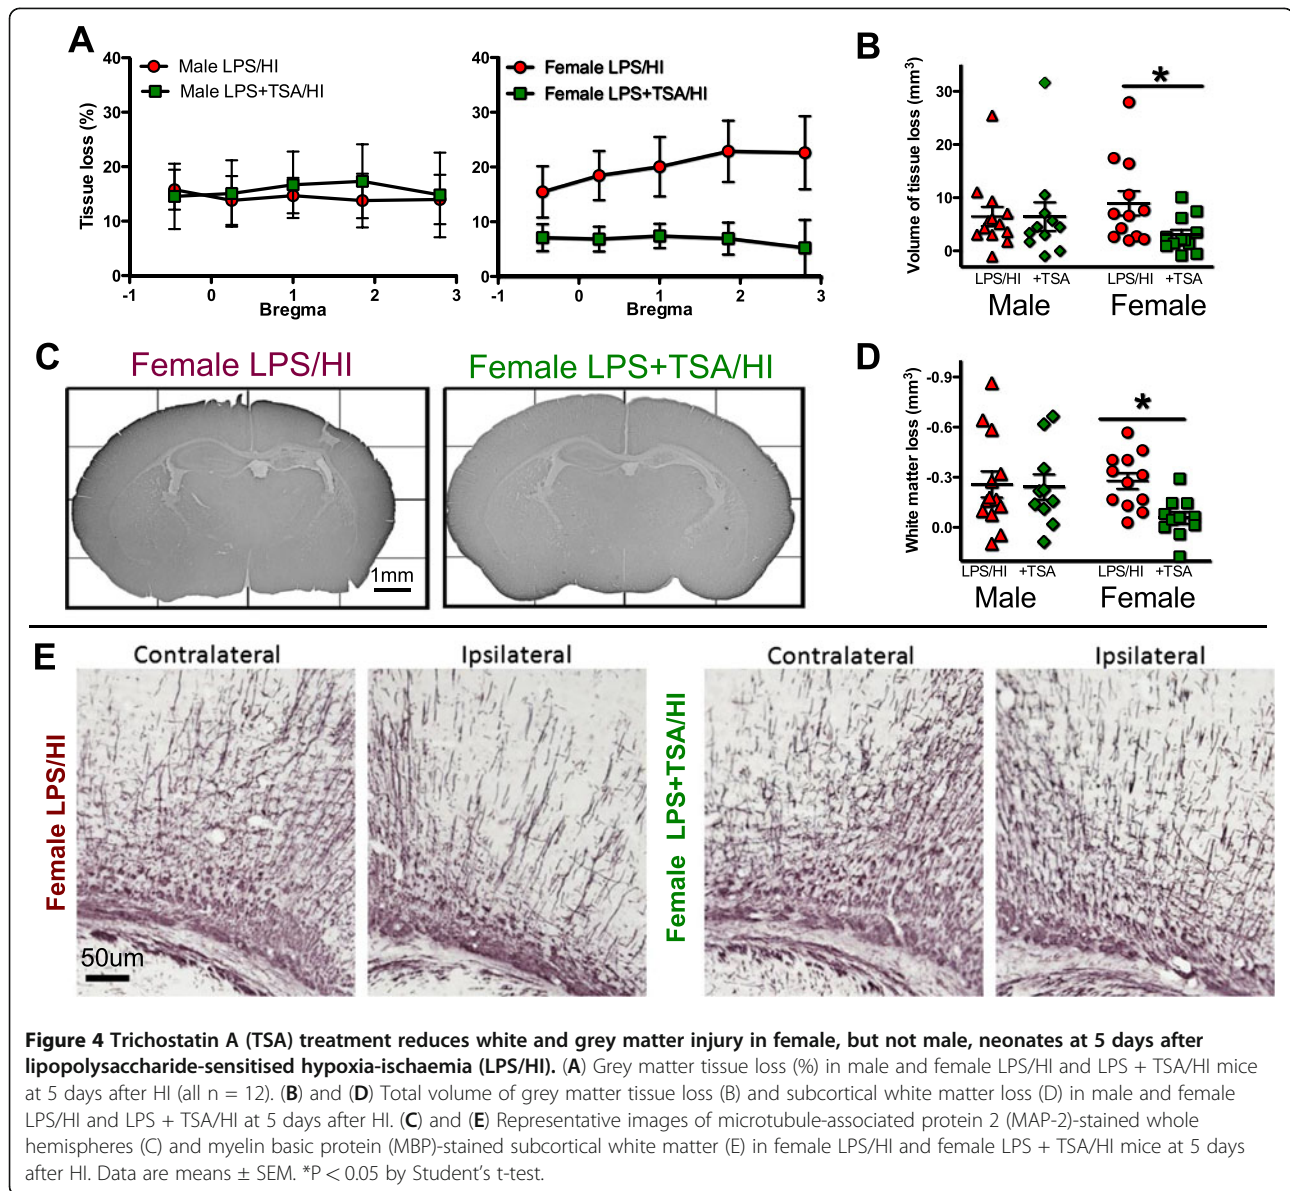 A
Male LPS/HI
Male LPS+TSA/HI
Tissue loss (%)
40
30
20
10
0
-1
0
1
2
3
Bregma
Female LPS/HI
Female LPS+TSA/HI
40
30
20
10
0
0
1
2
3
Bregma
B
*
Volume of tissue loss (mm³)
30
20
10
0
LPS/HI +TSA LPS/HI +TSA
Male Female
C
Female LPS/HI
Female LPS+TSA/HI
1mm
D
*
White matter loss (mm³)
-0.9
-0.6
-0.3
0.0
LPS/HI +TSA LPS/HI +TSA
Male Female
E
Contralateral Ipsilateral
Female LPS/HI
50um
Contralateral Ipsilateral
Female LPS+TSA/HI
Figure 4 Trichostatin A (TSA) treatment reduces white and grey matter injury in female, but not male, neonates at 5 days after
lipopolysaccharide-sensitised hypoxia-ischaemia (LPS/HI). (A) Grey matter tissue loss (%) in male and female LPS/HI and LPS + TSA/HI mice
at 5 days after HI (all n = 12). (B) and (D) Total volume of grey matter tissue loss (B) and subcortical white matter loss (D) in male and female
LPS/HI and LPS + TSA/HI at 5 days after HI. (C) and (E) Representative images of microtubule-associated protein 2 (MAP-2)-stained whole
hemispheres (C) and myelin basic protein (MBP)-stained subcortical white matter (E) in female LPS/HI and female LPS + TSA/HI mice at 5 days
after HI. Data are means ± SEM. *P < 0.05 by Student's t-test.